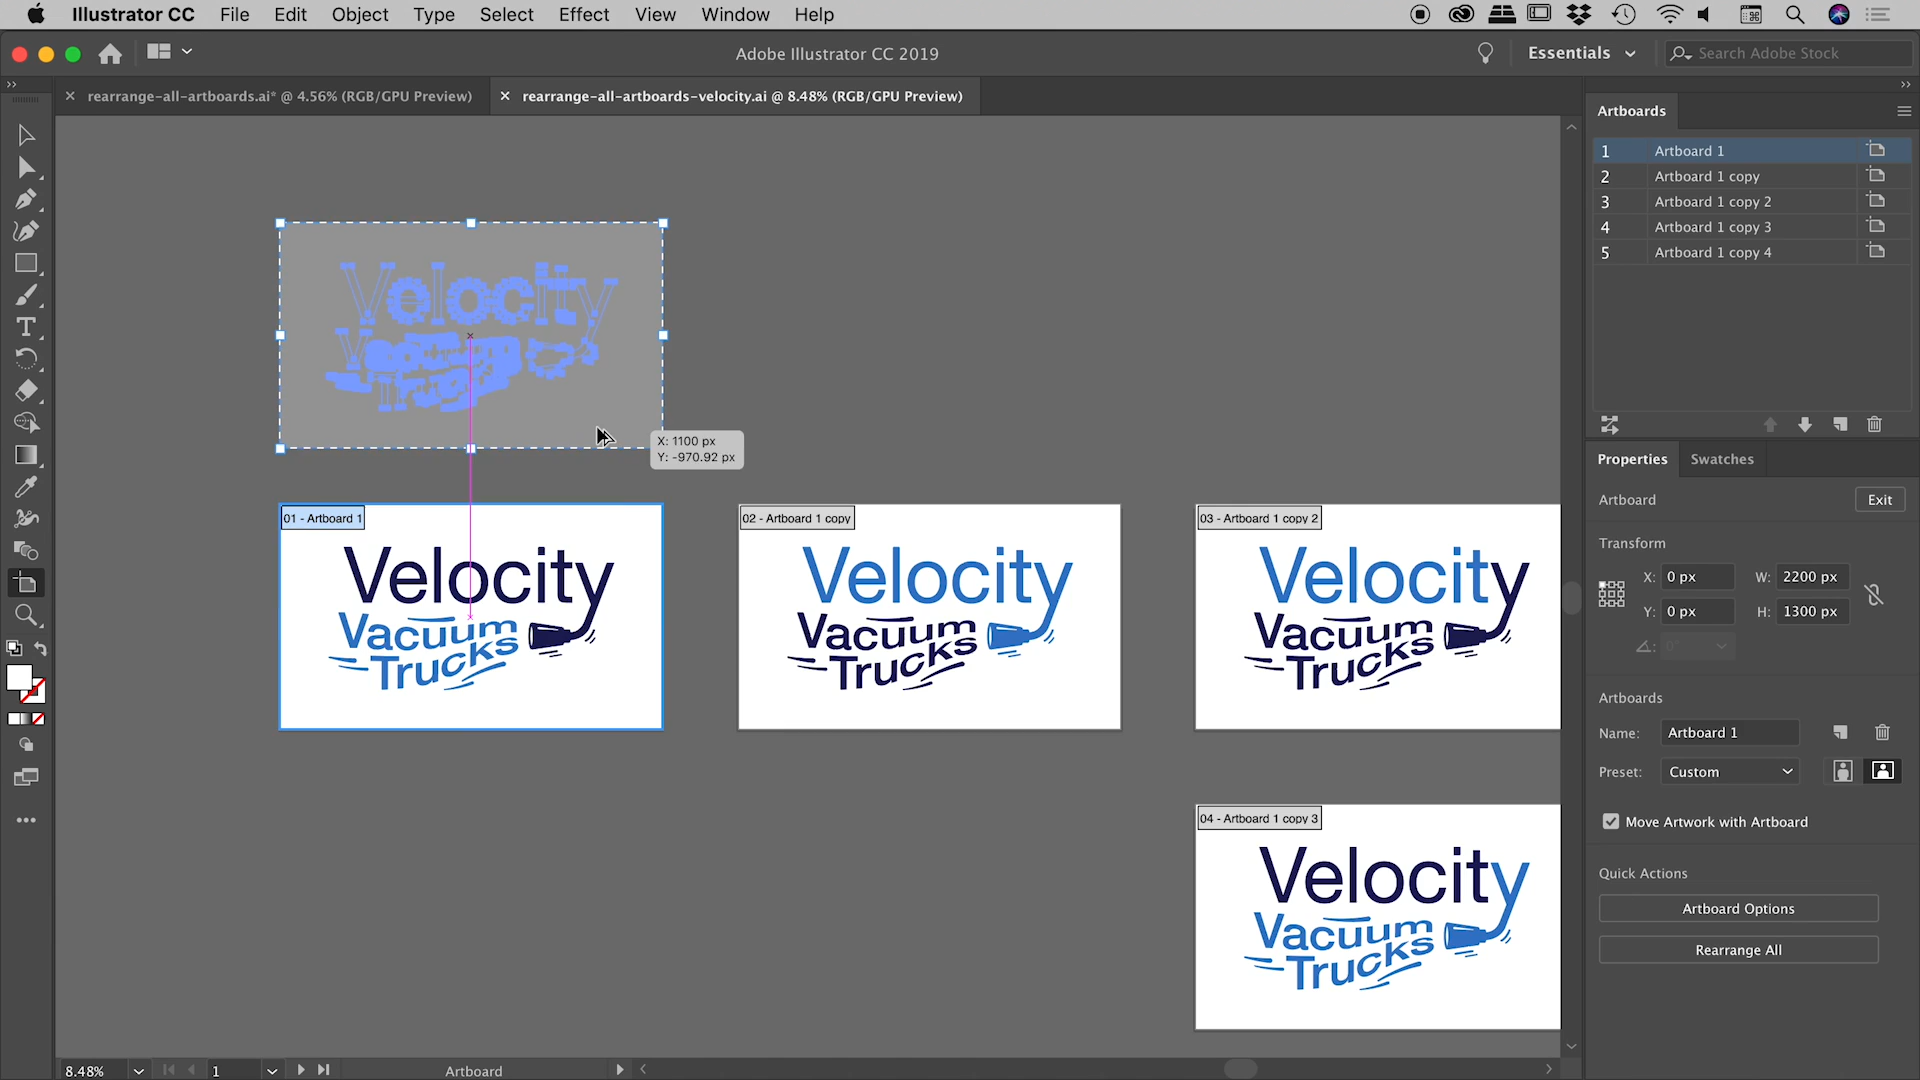 Illustrator CC File Edit Object Type Select Effect View Window Help
Adobe Illustrator CC 2019
Essentials
Search Adobe Stock
rearrange-all-artboards.ai* @ 4.56% (RGB/GPU Preview)
rearrange-all-artboards-velocity.ai @ 8.48% (RGB/GPU Preview)
Artboards
1 Artboard 1
2 Artboard 1 copy
3 Artboard 1 copy 2
4 Artboard 1 copy 3
5 Artboard 1 copy 4
Velocity
Vacuum
Trucks
X: 1100 px
Y: -970.92 px
01 - Artboard 1
Velocity
Vacuum
Trucks
02 - Artboard 1 copy
Velocity
Vacuum
Trucks
03 - Artboard 1 copy 2
Velocity
Vacuum
Trucks
04 - Artboard 1 copy 3
Velocity
Vacuum
Trucks
Properties Swatches
Artboard
Exit
Transform
X: 0 px W: 2200 px
Y: 0 px H: 1300 px
0°
Artboards
Name: Artboard 1
Preset: Custom
Move Artwork with Artboard
Quick Actions
Artboard Options
Rearrange All
8.48%
1
Artboard